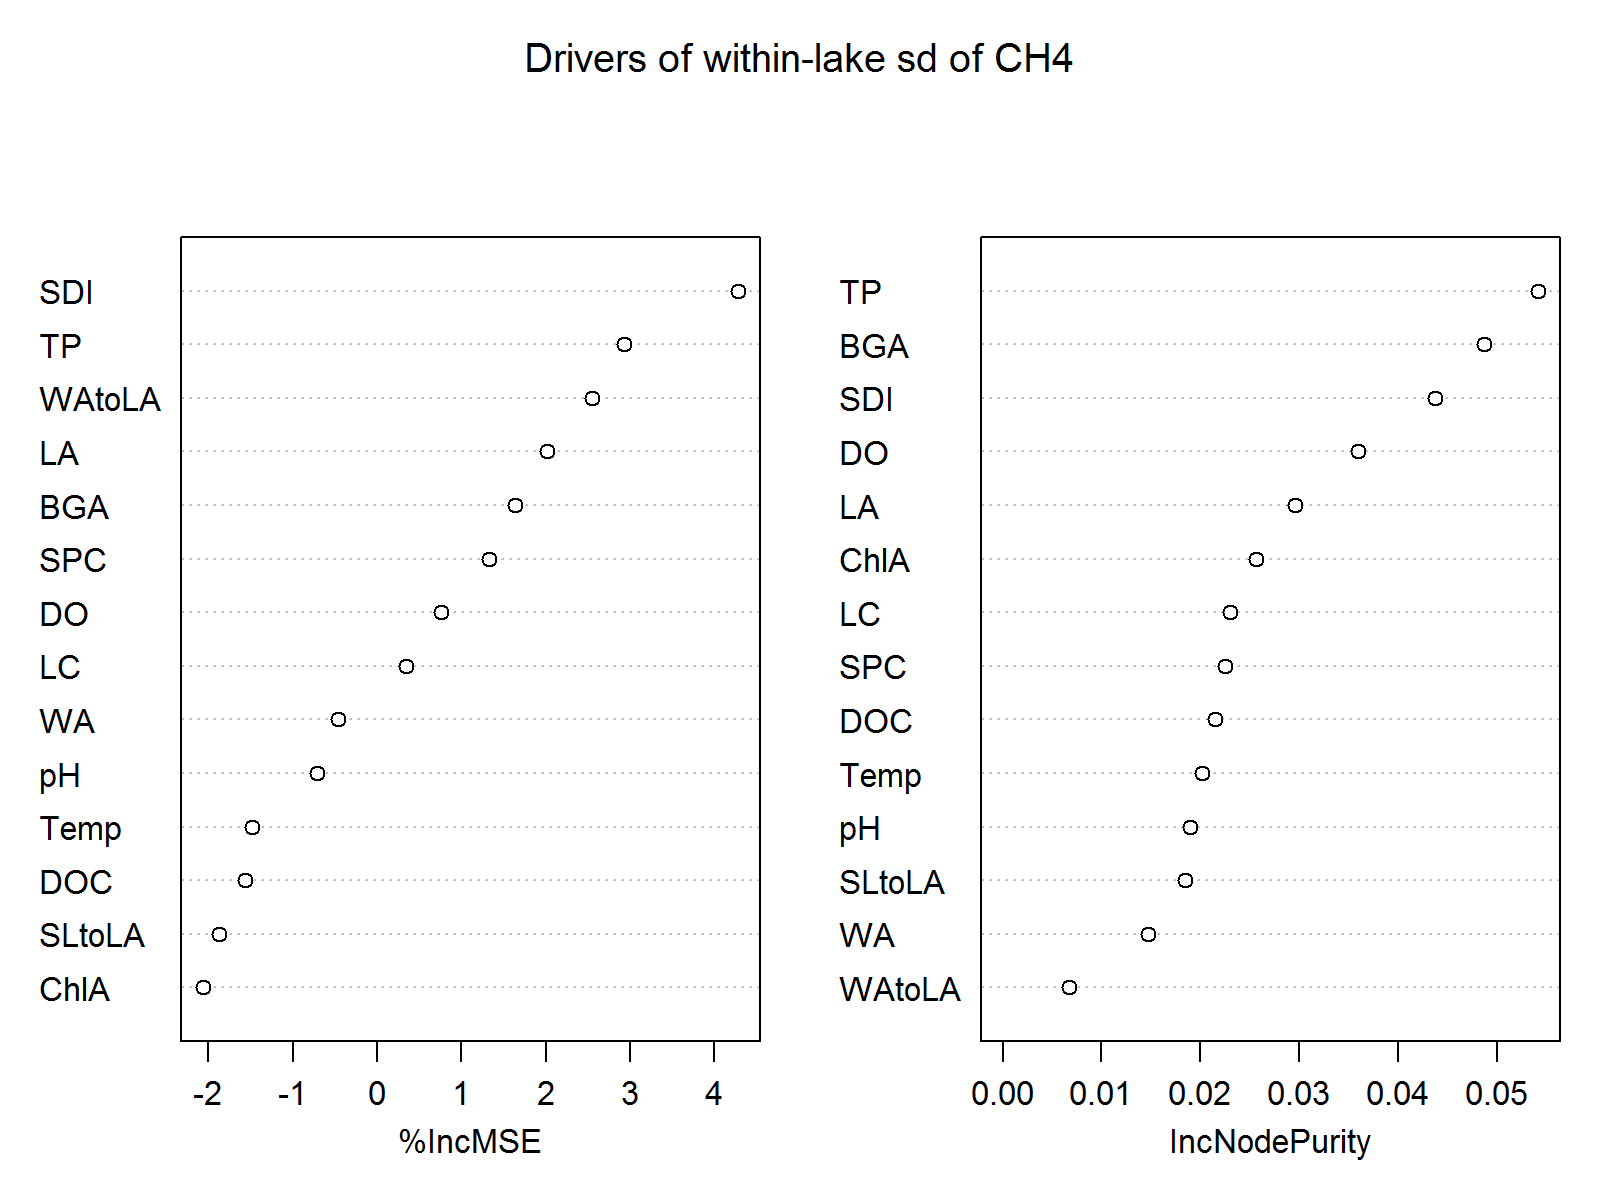 Drivers of within-lake sd of CH4
SDI
TP
WAtoLA
LA
BGA
SPC
DO
LC
WA
pH
Temp
DOC
SLtoLA
ChlA
-2 -1 0 1 2 3 4
%IncMSE
TP
BGA
SDI
DO
LA
ChlA
LC
SPC
DOC
Temp
pH
SLtoLA
WA
WAtoLA
0.00 0.01 0.02 0.03 0.04 0.05
IncNodePurity